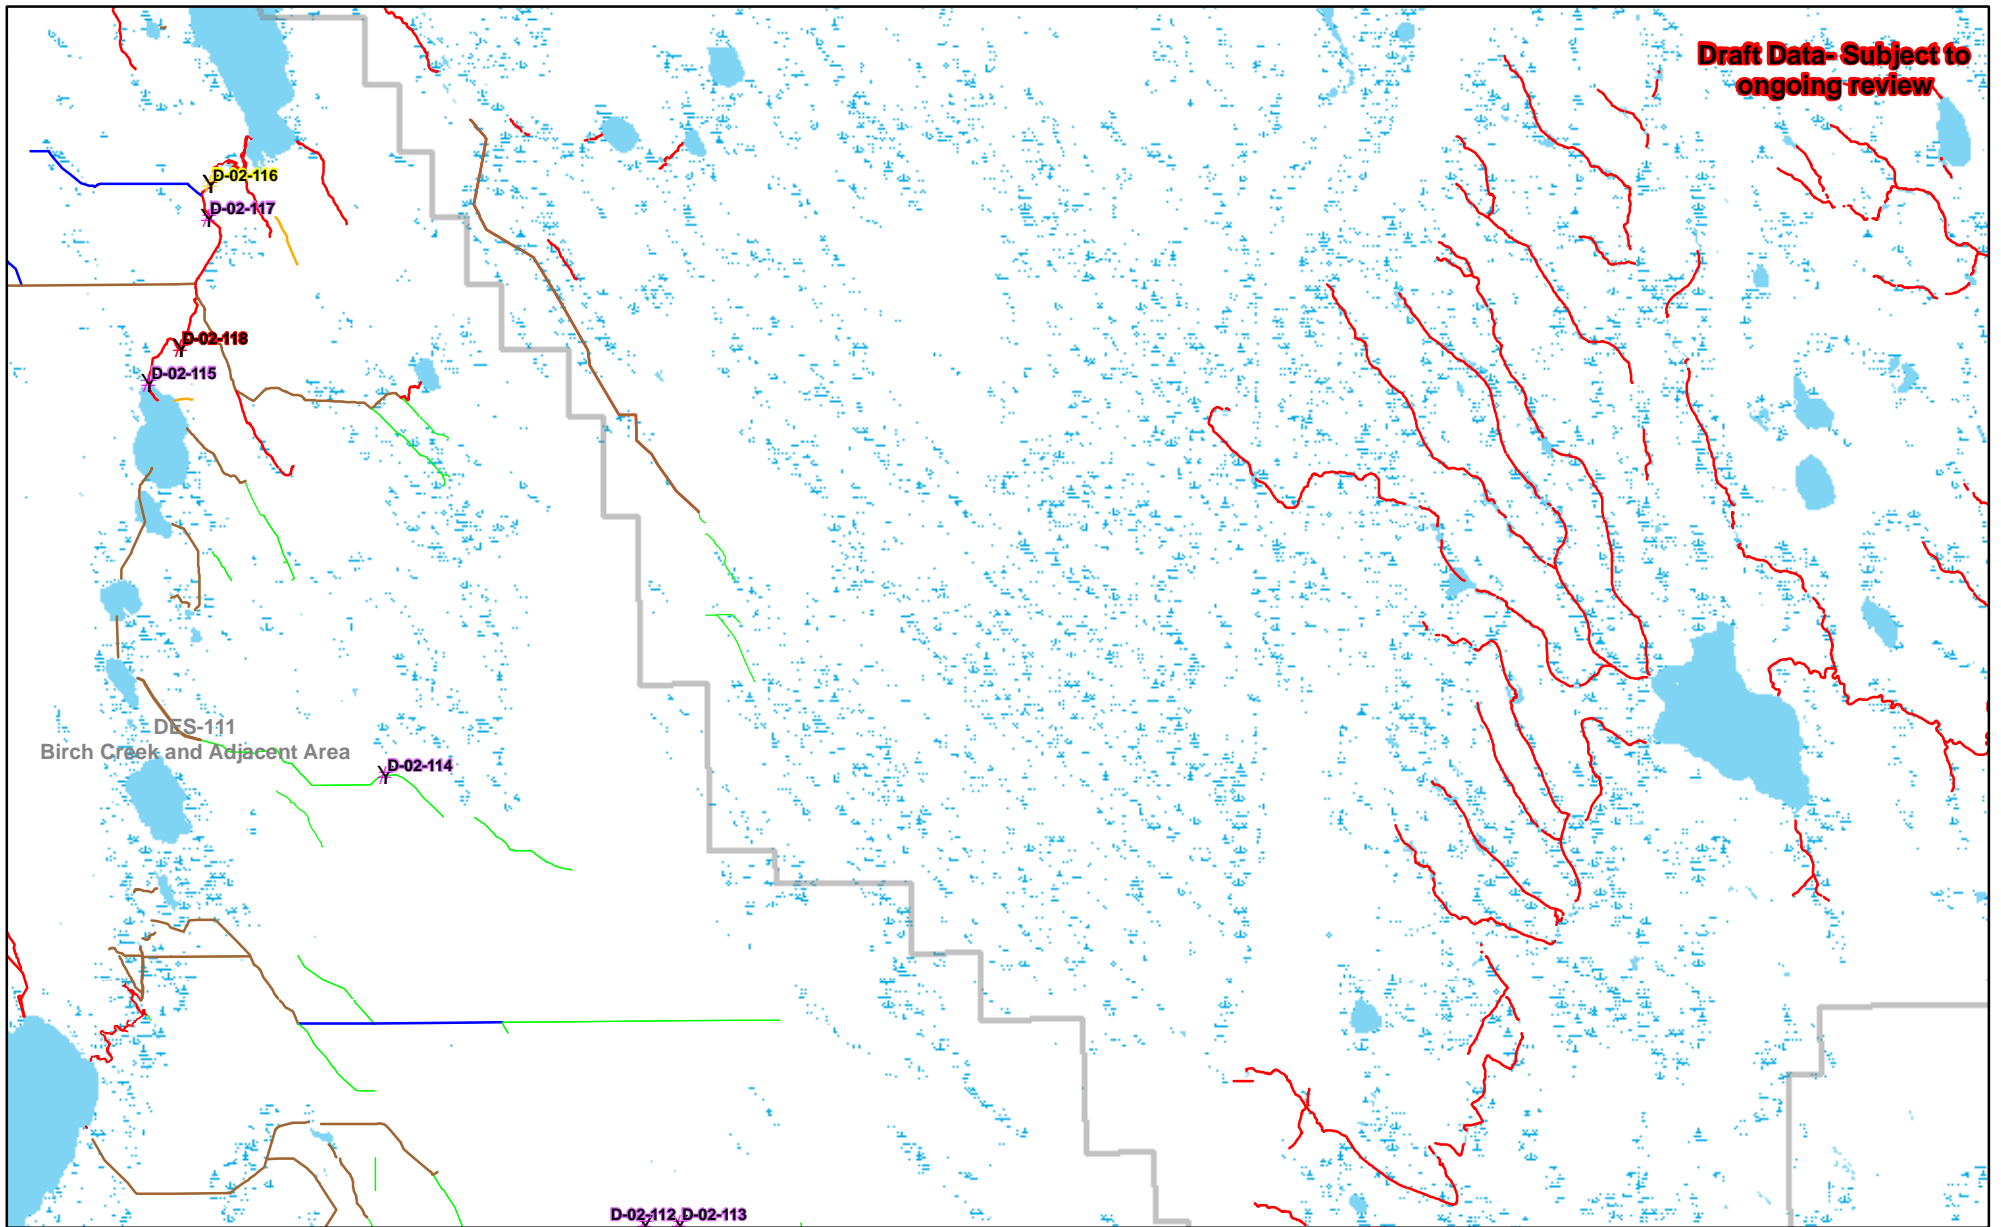 Draft Data- Subject to
ongoing review
D-02-116
D-02-117
D-02-118
D-02-115
DES-111
Birch Creek and Adjacent Area
D-02-114
D-02-112 D-02-113